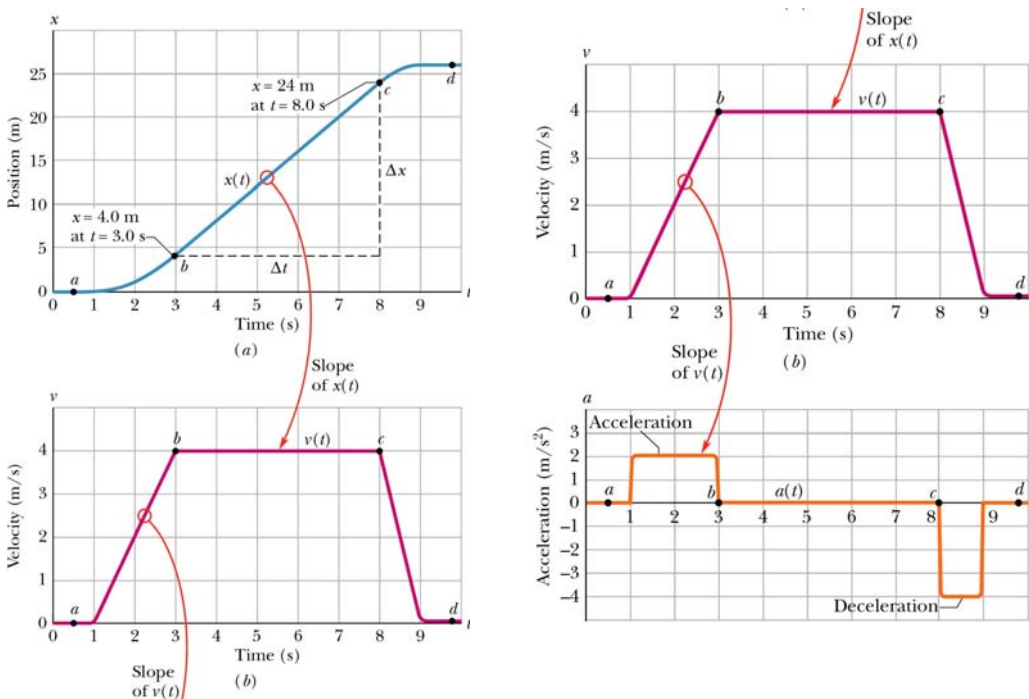 x
25
20
15
10
5
0
Position (m)
x = 24 m
at t = 8.0 s
c
d
Δx
x(t)
x = 4.0 m
at t = 3.0 s
b
Δt
a
0 1 2 3 4 5 6 7 8 9
Time (s)
(a)
Slope
of x(t)
v
4
3
2
1
0
Velocity (m/s)
b
v(t)
c
a
d
0 1 2 3 4 5 6 7 8 9
t
Time (s)
Slope
of v(t)
(b)
Slope
of x(t)
v
4
3
2
1
0
Velocity (m/s)
b
v(t)
c
a
d
0 1 2 3 4 5 6 7 8 9
Time (s)
Slope
of v(t)
(b)
a
3
2
1
0
–1
–2
–3
–4
Acceleration (m/s²)
Acceleration
a
b
a(t)
c
d
1 2 3 4 5 6 7 8 9
Deceleration